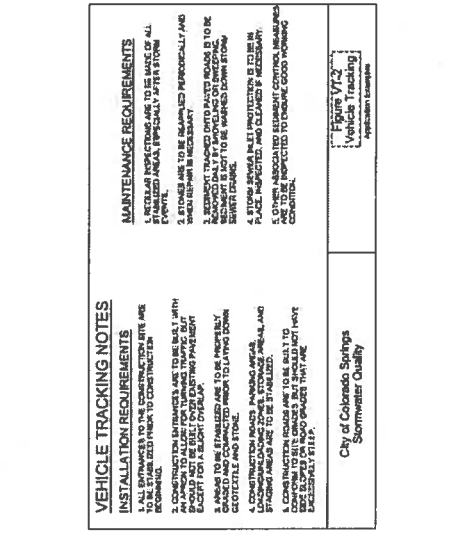 VEHICLE TRACKING NOTES
INSTALLATION REQUIREMENTS
1. ALL ENTRANCES TO THE CONSTRUCTION SITE ARE
TO BE STABILIZED PRIOR TO CONSTRUCTION
BEGINNING.
2. CONSTRUCTION ENTRANCES ARE TO BE BUILT WITH
AN APRON TO ALLOW FOR TURNING TRAFFIC, BUT
SHOULD NOT BE BUILT OVER EXISTING PAVEMENT
EXCEPT FOR A SLIGHT OVERLAP.
3. AREAS TO BE STABILIZED ARE TO BE PROPERLY
GRADED AND COMPACTED PRIOR TO LAYING DOWN
GEOTEXTILE AND STONE.
4. CONSTRUCTION ROADS, PARKING AREAS,
LOADING/UNLOADING ZONES, STORAGE AREAS, AND
STAGING AREAS ARE TO BE STABILIZED.
5. CONSTRUCTION ROADS ARE TO BE BUILT TO
CONFORM TO SITE GRADES, BUT SHOULD NOT HAVE
SIDE SLOPES OR ROAD GRADES THAT ARE
EXCESSIVELY STEEP.
MAINTENANCE REQUIREMENTS
1. REGULAR INSPECTIONS ARE TO BE MADE OF ALL
STABILIZED AREAS, ESPECIALLY AFTER STORM
EVENTS.
2. STONES ARE TO BE REAPPLIED PERIODICALLY AND
WHEN REPAIR IS NECESSARY.
3. SEDIMENT TRACKED ONTO PAVED ROADS IS TO BE
REMOVED DAILY BY SHOVELING OR SWEEPING.
SEDIMENT IS NOT TO BE WASHED DOWN STORM
SEWER DRAINS.
4. STORM SEWER INLET PROTECTION IS TO BE IN
PLACE, INSPECTED, AND CLEANED IF NECESSARY.
5. OTHER ASSOCIATED SEDIMENT CONTROL MEASURES
ARE TO BE INSPECTED TO ENSURE GOOD WORKING
CONDITION.
City of Colorado Springs
Stormwater Quality
Figure VT-2
Vehicle Tracking
Application Examples